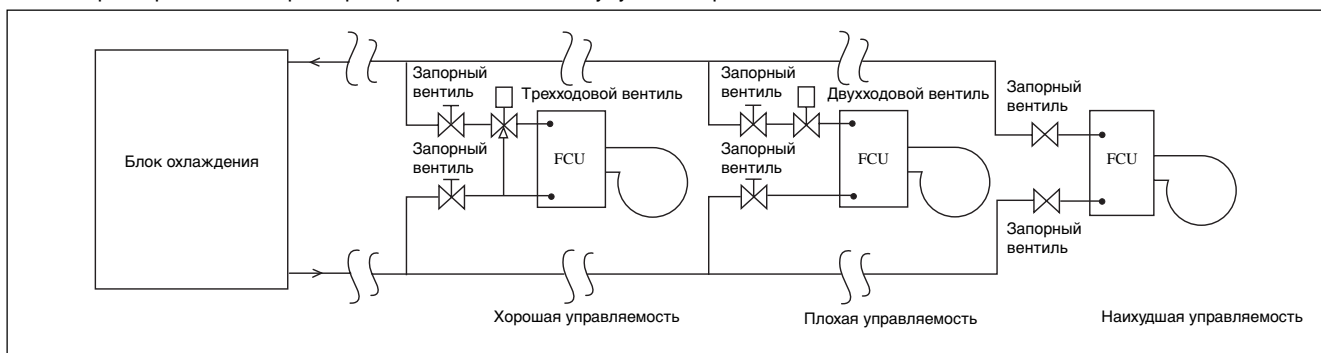 Блок охлаждения
Запорный
вентиль
Трехходовой вентиль
FCU
Запорный
вентиль
Хорошая управляемость
Запорный
вентиль
Двухходовой вентиль
FCU
Запорный
вентиль
Плохая управляемость
Запорный
вентиль
FCU
Запорный
вентиль
Наихудшая управляемость